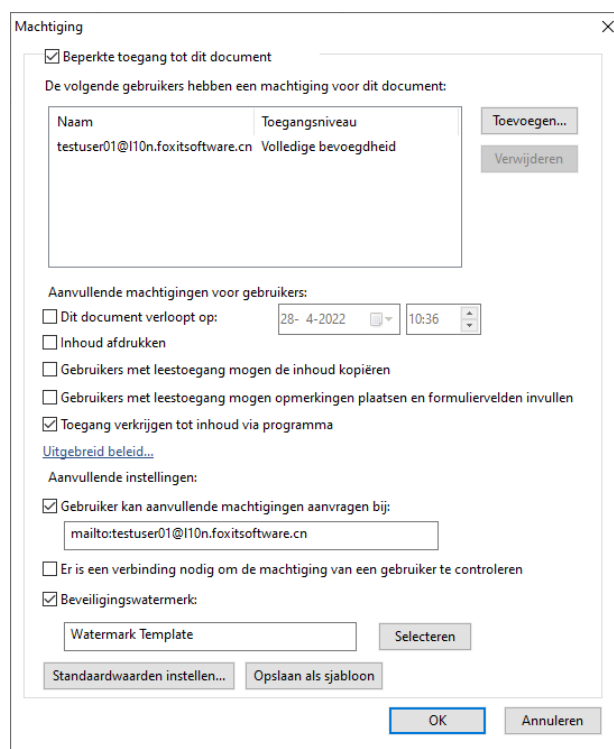 Machtiging
Beperkte toegang tot dit document
De volgende gebruikers hebben een machtiging voor dit document:
Naam Toegangsniveau
Toevoegen...
testuser01@l10n.foxitsoftware.cn Volledige bevoegdheid
Verwijderen
Aanvullende machtigingen voor gebruikers:
Dit document verloopt op: 28- 4-2022 10:36
Inhoud afdrukken
Gebruikers met leestoegang mogen de inhoud kopiëren
Gebruikers met leestoegang mogen opmerkingen plaatsen en formuliervelden invullen
Toegang verkrijgen tot inhoud via programma
Uitgebreid beleid...
Aanvullende instellingen:
Gebruiker kan aanvullende machtigingen aanvragen bij:
mailto:testuser01@l10n.foxitsoftware.cn
Er is een verbinding nodig om de machtiging van een gebruiker te controleren
Beveiligingswatermerk:
Watermark Template Selecteren
Standaardwaarden instellen... Opslaan als sjabloon
OK Annuleren